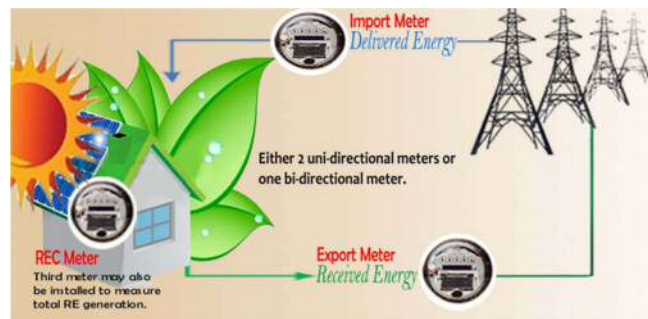 Import Meter
Delivered Energy
Either 2 uni-directional meters or
one bi-directional meter.
REC Meter
Third meter may also
be installed to measure
total RE generation.
Export Meter
Received Energy